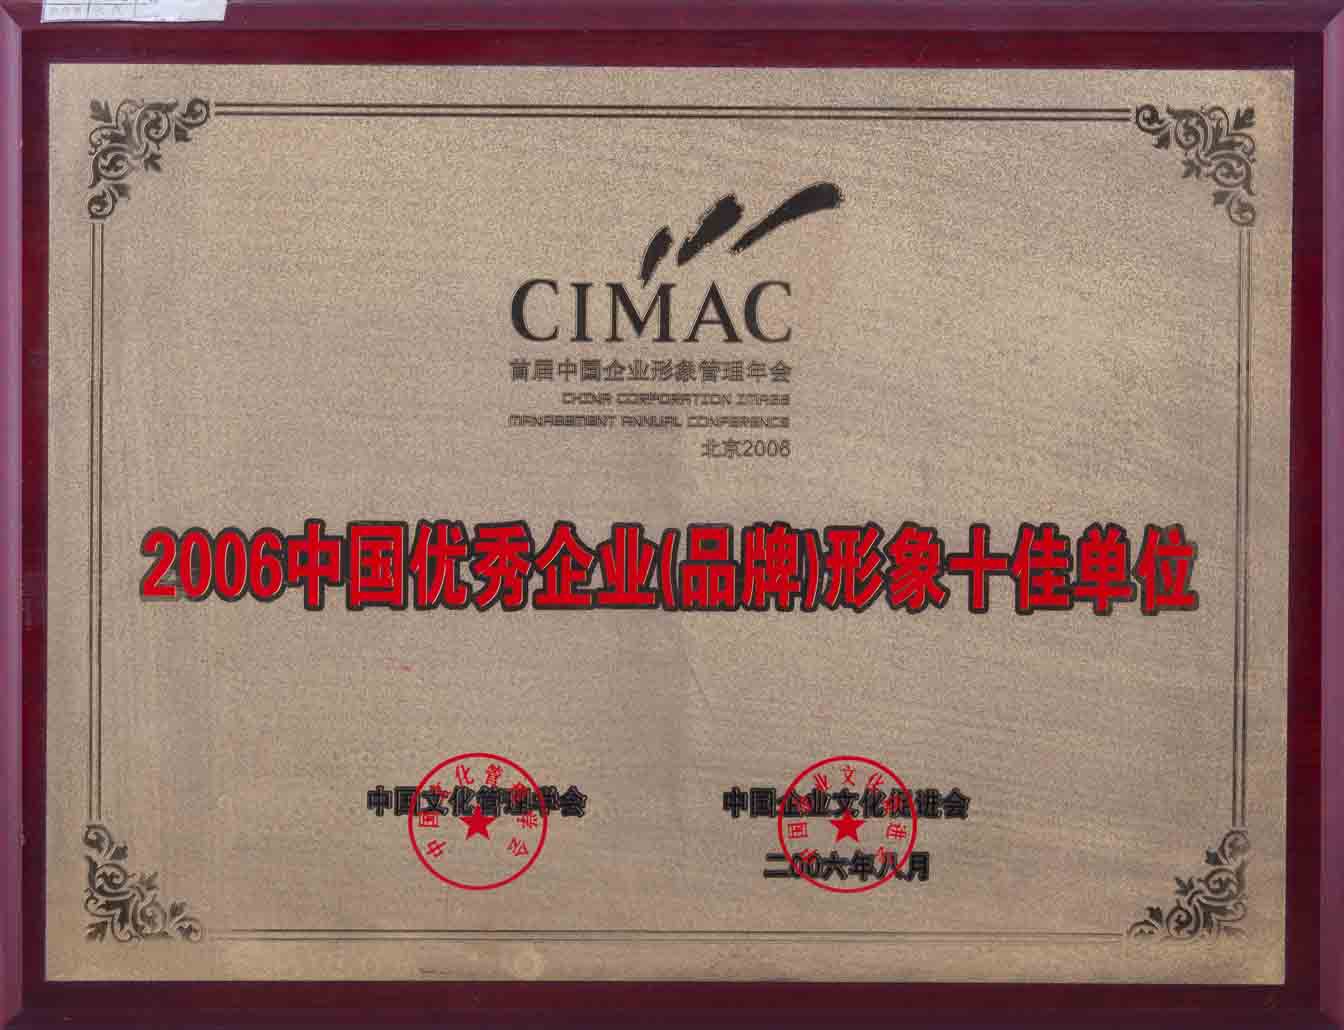 CIMAC
首届中国企业形象管理年会
CHINA CORPORATION IMAGE
MANAGEMENT ANNUAL CONFERENCE
北京2006
2006中国优秀企业(品牌)形象十佳单位
中国文化管理学会
中国企业文化促进会
二00六年八月